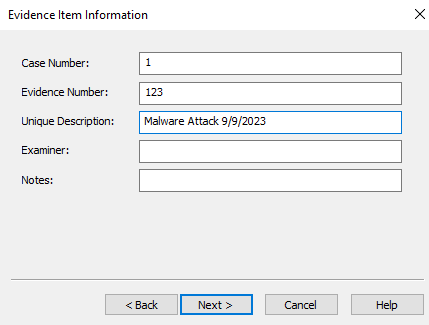 Evidence Item Information
Case Number: 1
Evidence Number: 123
Unique Description: Malware Attack 9/9/2023
Examiner:
Notes:
< Back Next > Cancel Help